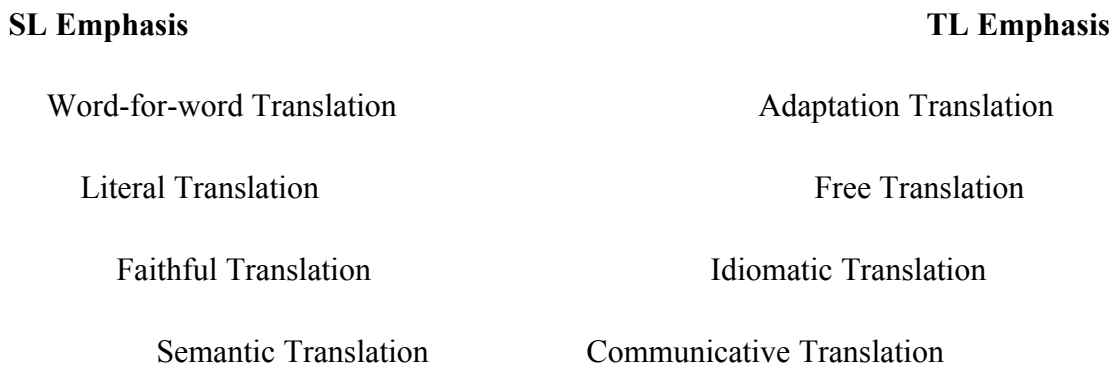 SL Emphasis TL Emphasis
Word-for-word Translation Adaptation Translation
Literal Translation Free Translation
Faithful Translation Idiomatic Translation
Semantic Translation Communicative Translation